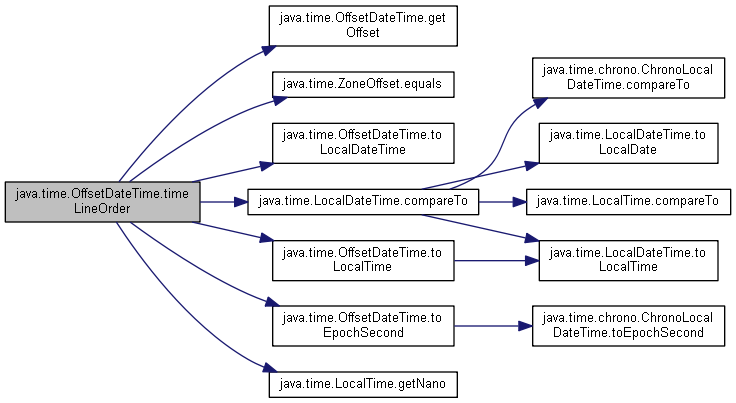 java.time.OffsetDateTime.time
LineOrder
java.time.OffsetDateTime.get
Offset
java.time.ZoneOffset.equals
java.time.OffsetDateTime.to
LocalDateTime
java.time.LocalDateTime.compareTo
java.time.OffsetDateTime.to
LocalTime
java.time.OffsetDateTime.to
EpochSecond
java.time.LocalTime.getNano
java.time.chrono.ChronoLocal
DateTime.compareTo
java.time.LocalDateTime.to
LocalDate
java.time.LocalTime.compareTo
java.time.LocalDateTime.to
LocalTime
java.time.chrono.ChronoLocal
DateTime.toEpochSecond